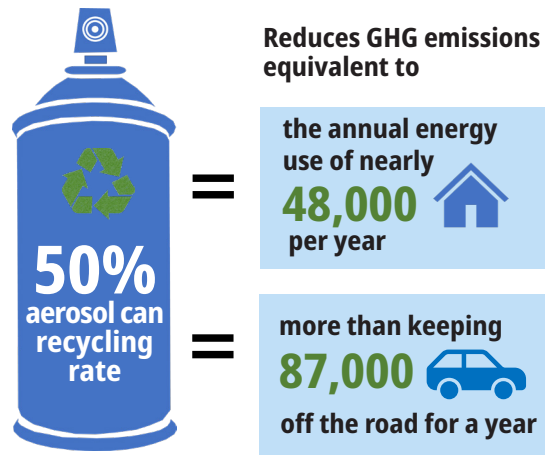 Reduces GHG emissions
equivalent to
50%
aerosol can
recycling
rate
=
the annual energy
use of nearly
48,000
per year
=
more than keeping
87,000
off the road for a year